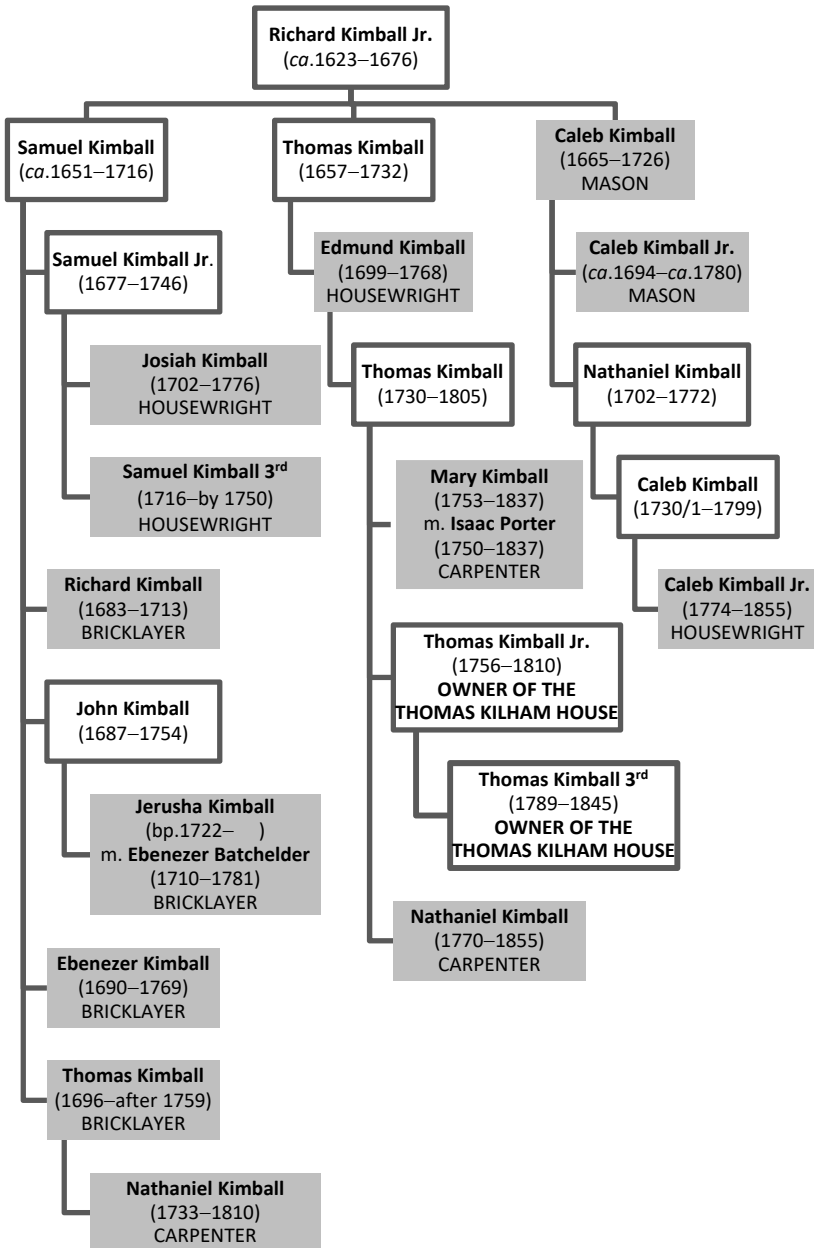 Richard Kimball Jr.
(ca.1623–1676)
Samuel Kimball
(ca.1651–1716)
Samuel Kimball Jr.
(1677–1746)
Josiah Kimball
(1702–1776)
HOUSEWRIGHT
Samuel Kimball 3rd
(1716–by 1750)
HOUSEWRIGHT
Richard Kimball
(1683–1713)
BRICKLAYER
John Kimball
(1687–1754)
Jerusha Kimball
(bp.1722– )
m. Ebenezer Batchelder
(1710–1781)
BRICKLAYER
Ebenezer Kimball
(1690–1769)
BRICKLAYER
Thomas Kimball
(1696–after 1759)
BRICKLAYER
Nathaniel Kimball
(1733–1810)
CARPENTER
Thomas Kimball
(1657–1732)
Edmund Kimball
(1699–1768)
HOUSEWRIGHT
Thomas Kimball
(1730–1805)
Mary Kimball
(1753–1837)
m. Isaac Porter
(1750–1837)
CARPENTER
Thomas Kimball Jr.
(1756–1810)
OWNER OF THE
THOMAS KILHAM HOUSE
Thomas Kimball 3rd
(1789–1845)
OWNER OF THE
THOMAS KILHAM HOUSE
Nathaniel Kimball
(1770–1855)
CARPENTER
Caleb Kimball
(1665–1726)
MASON
Caleb Kimball Jr.
(ca.1694–ca.1780)
MASON
Nathaniel Kimball
(1702–1772)
Caleb Kimball
(1730/1–1799)
Caleb Kimball Jr.
(1774–1855)
HOUSEWRIGHT